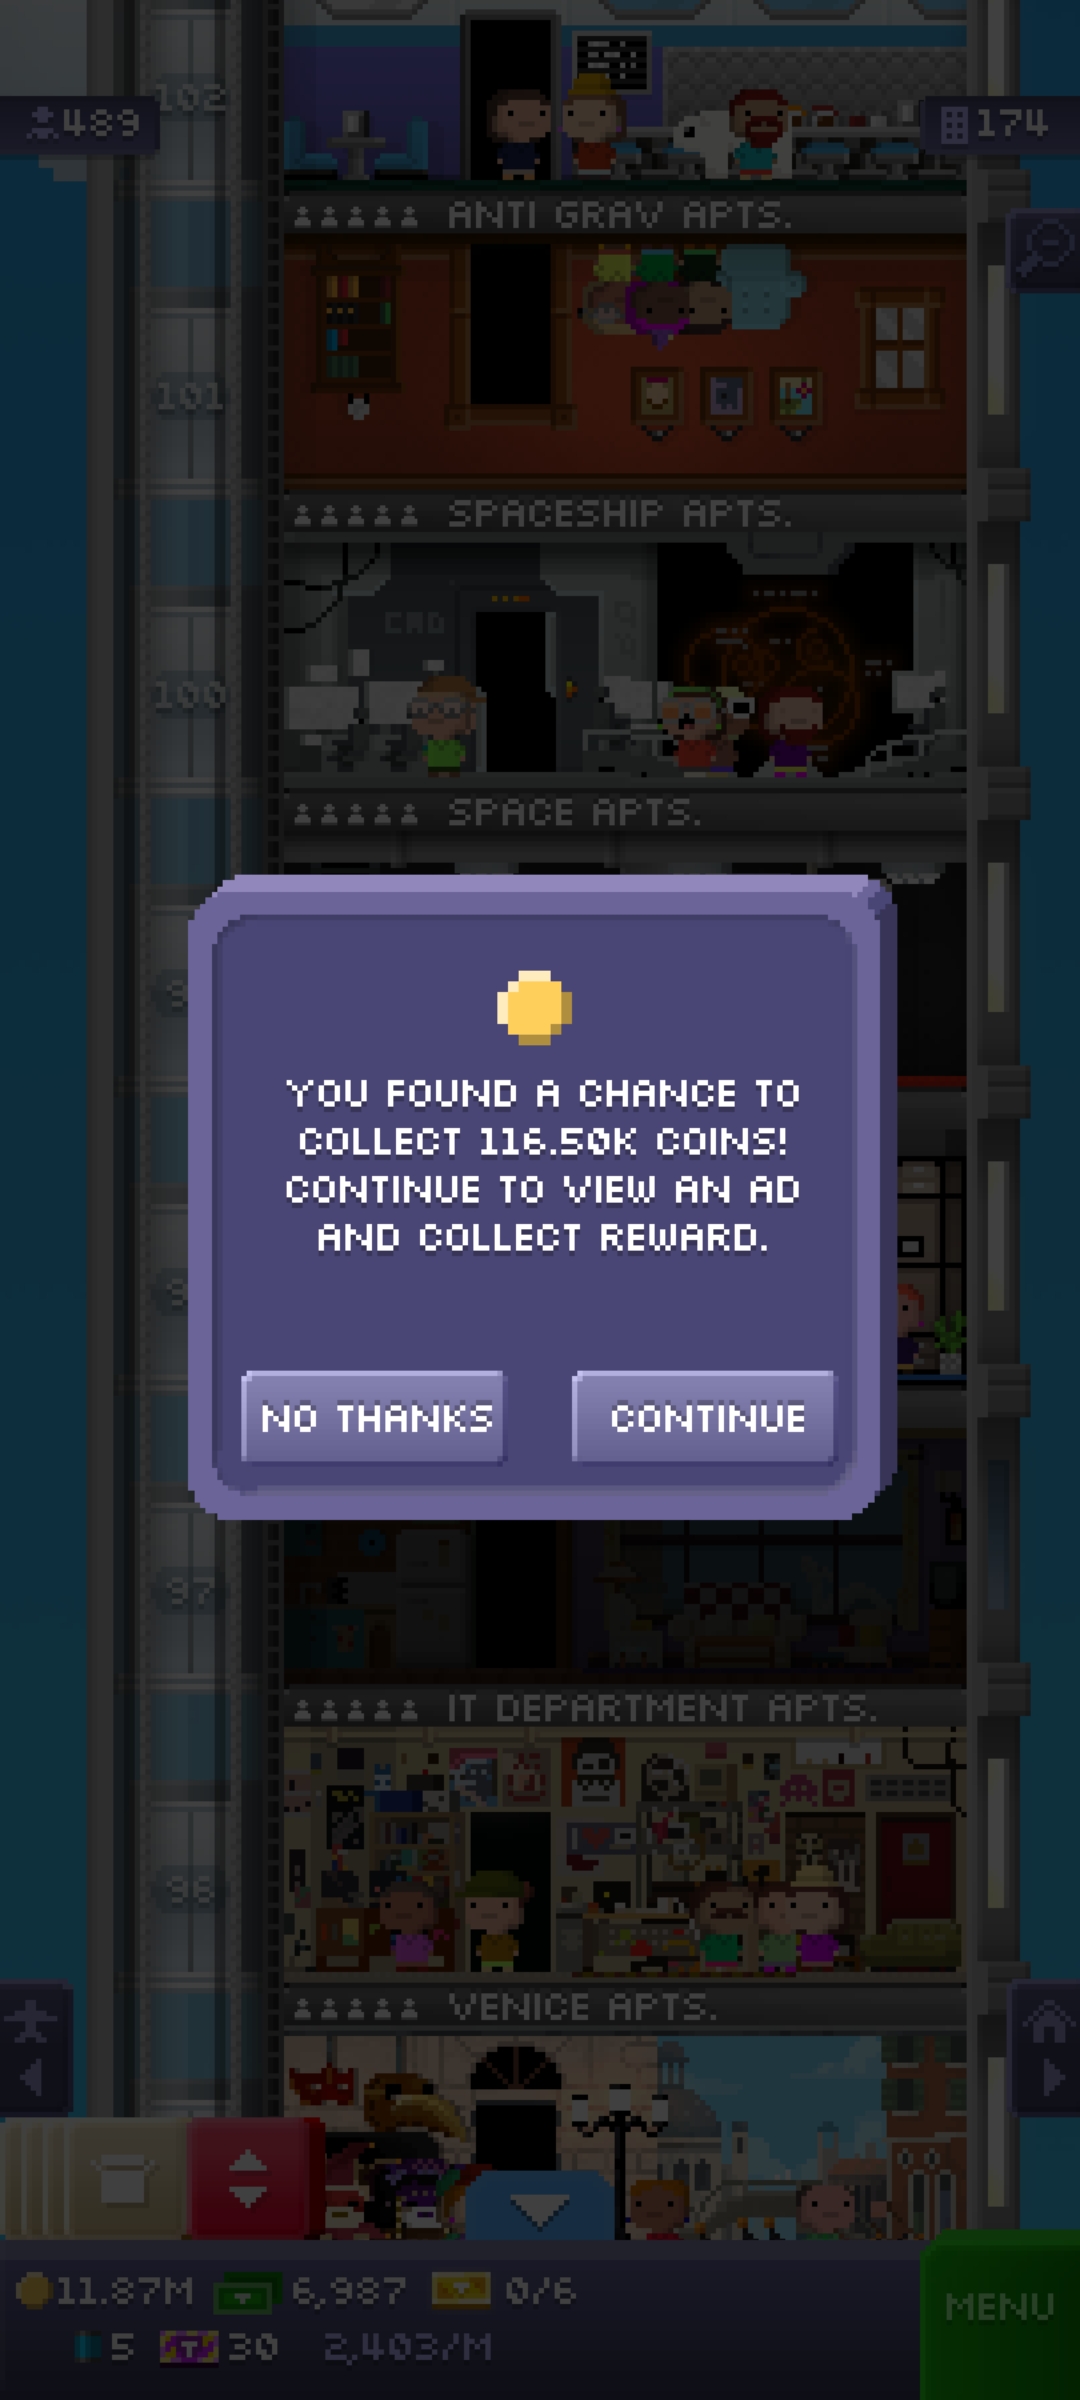 102
489
174
ANTI GRAV APTS.
101
SPACESHIP APTS.
CMD
100
SPACE APTS.
YOU FOUND A CHANCE TO
COLLECT 116.50K COINS!
CONTINUE TO VIEW AN AD
AND COLLECT REWARD.
NO THANKS
CONTINUE
97
IT DEPARTMENT APTS.
96
VENICE APTS.
11.87M
6,987
0/6
MENU
5
30
2,403/M